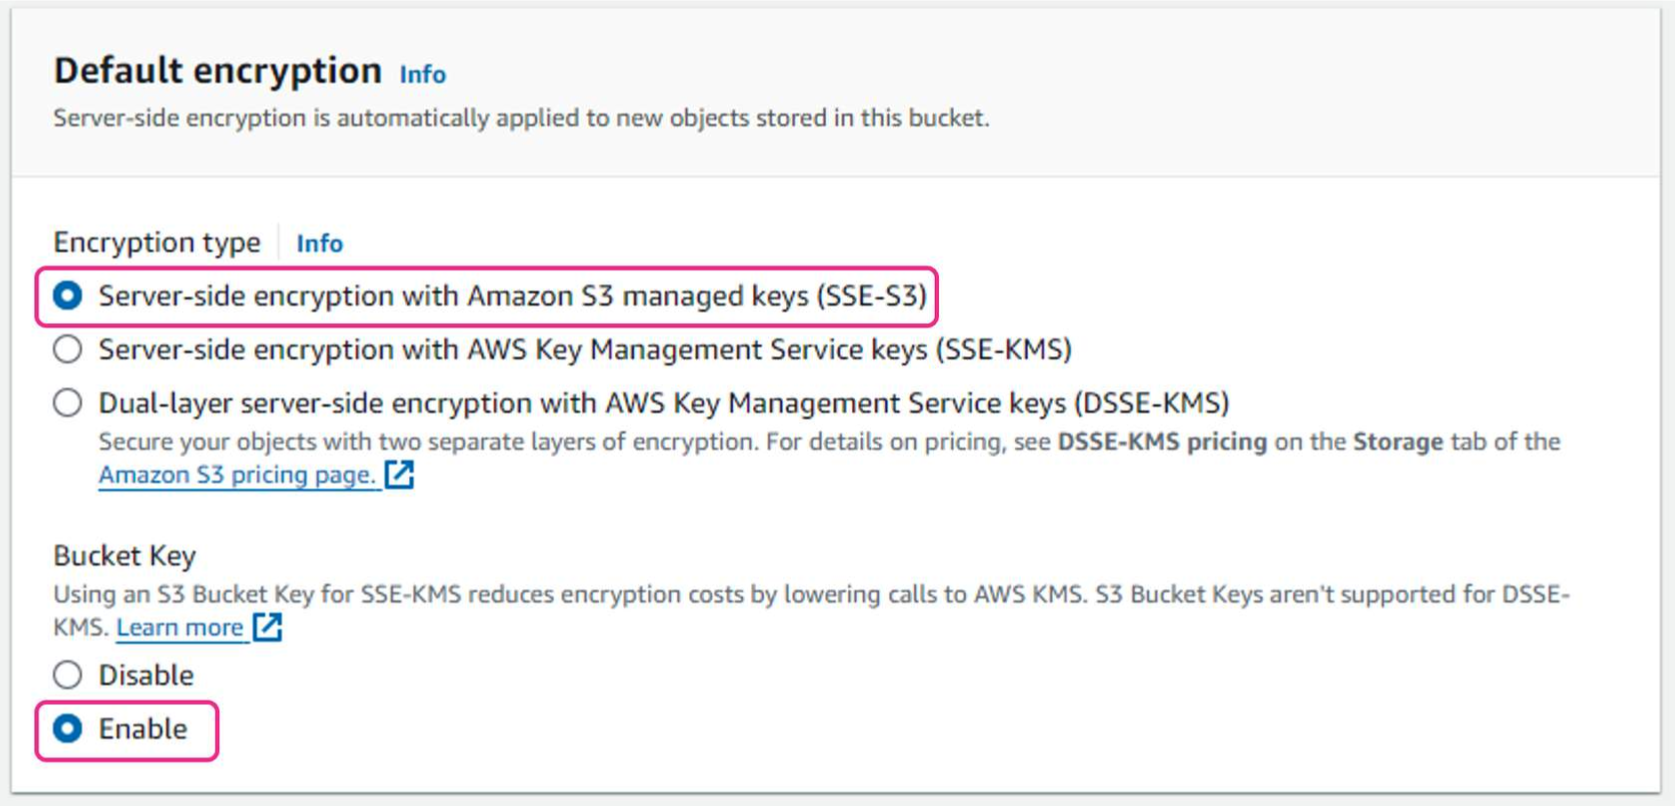 Default encryption Info
Server-side encryption is automatically applied to new objects stored in this bucket.
Encryption type Info
Server-side encryption with Amazon S3 managed keys (SSE-S3)
Server-side encryption with AWS Key Management Service keys (SSE-KMS)
Dual-layer server-side encryption with AWS Key Management Service keys (DSSE-KMS)
Secure your objects with two separate layers of encryption. For details on pricing, see DSSE-KMS pricing on the Storage tab of the
Amazon S3 pricing page.
Bucket Key
Using an S3 Bucket Key for SSE-KMS reduces encryption costs by lowering calls to AWS KMS. S3 Bucket Keys aren't supported for DSSE-
KMS. Learn more
Disable
Enable